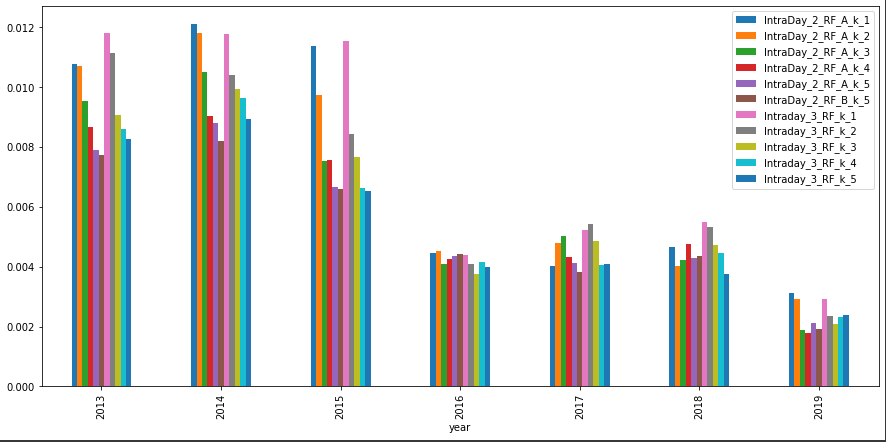 0.012
0.010
0.008
0.006
0.004
0.002
0.000
IntraDay_2_RF_A_k_1
IntraDay_2_RF_A_k_2
IntraDay_2_RF_A_k_3
IntraDay_2_RF_A_k_4
IntraDay_2_RF_A_k_5
IntraDay_2_RF_B_k_5
Intraday_3_RF_k_1
Intraday_3_RF_k_2
Intraday_3_RF_k_3
Intraday_3_RF_k_4
Intraday_3_RF_k_5
2013
2014
2015
2016
2017
2018
2019
year